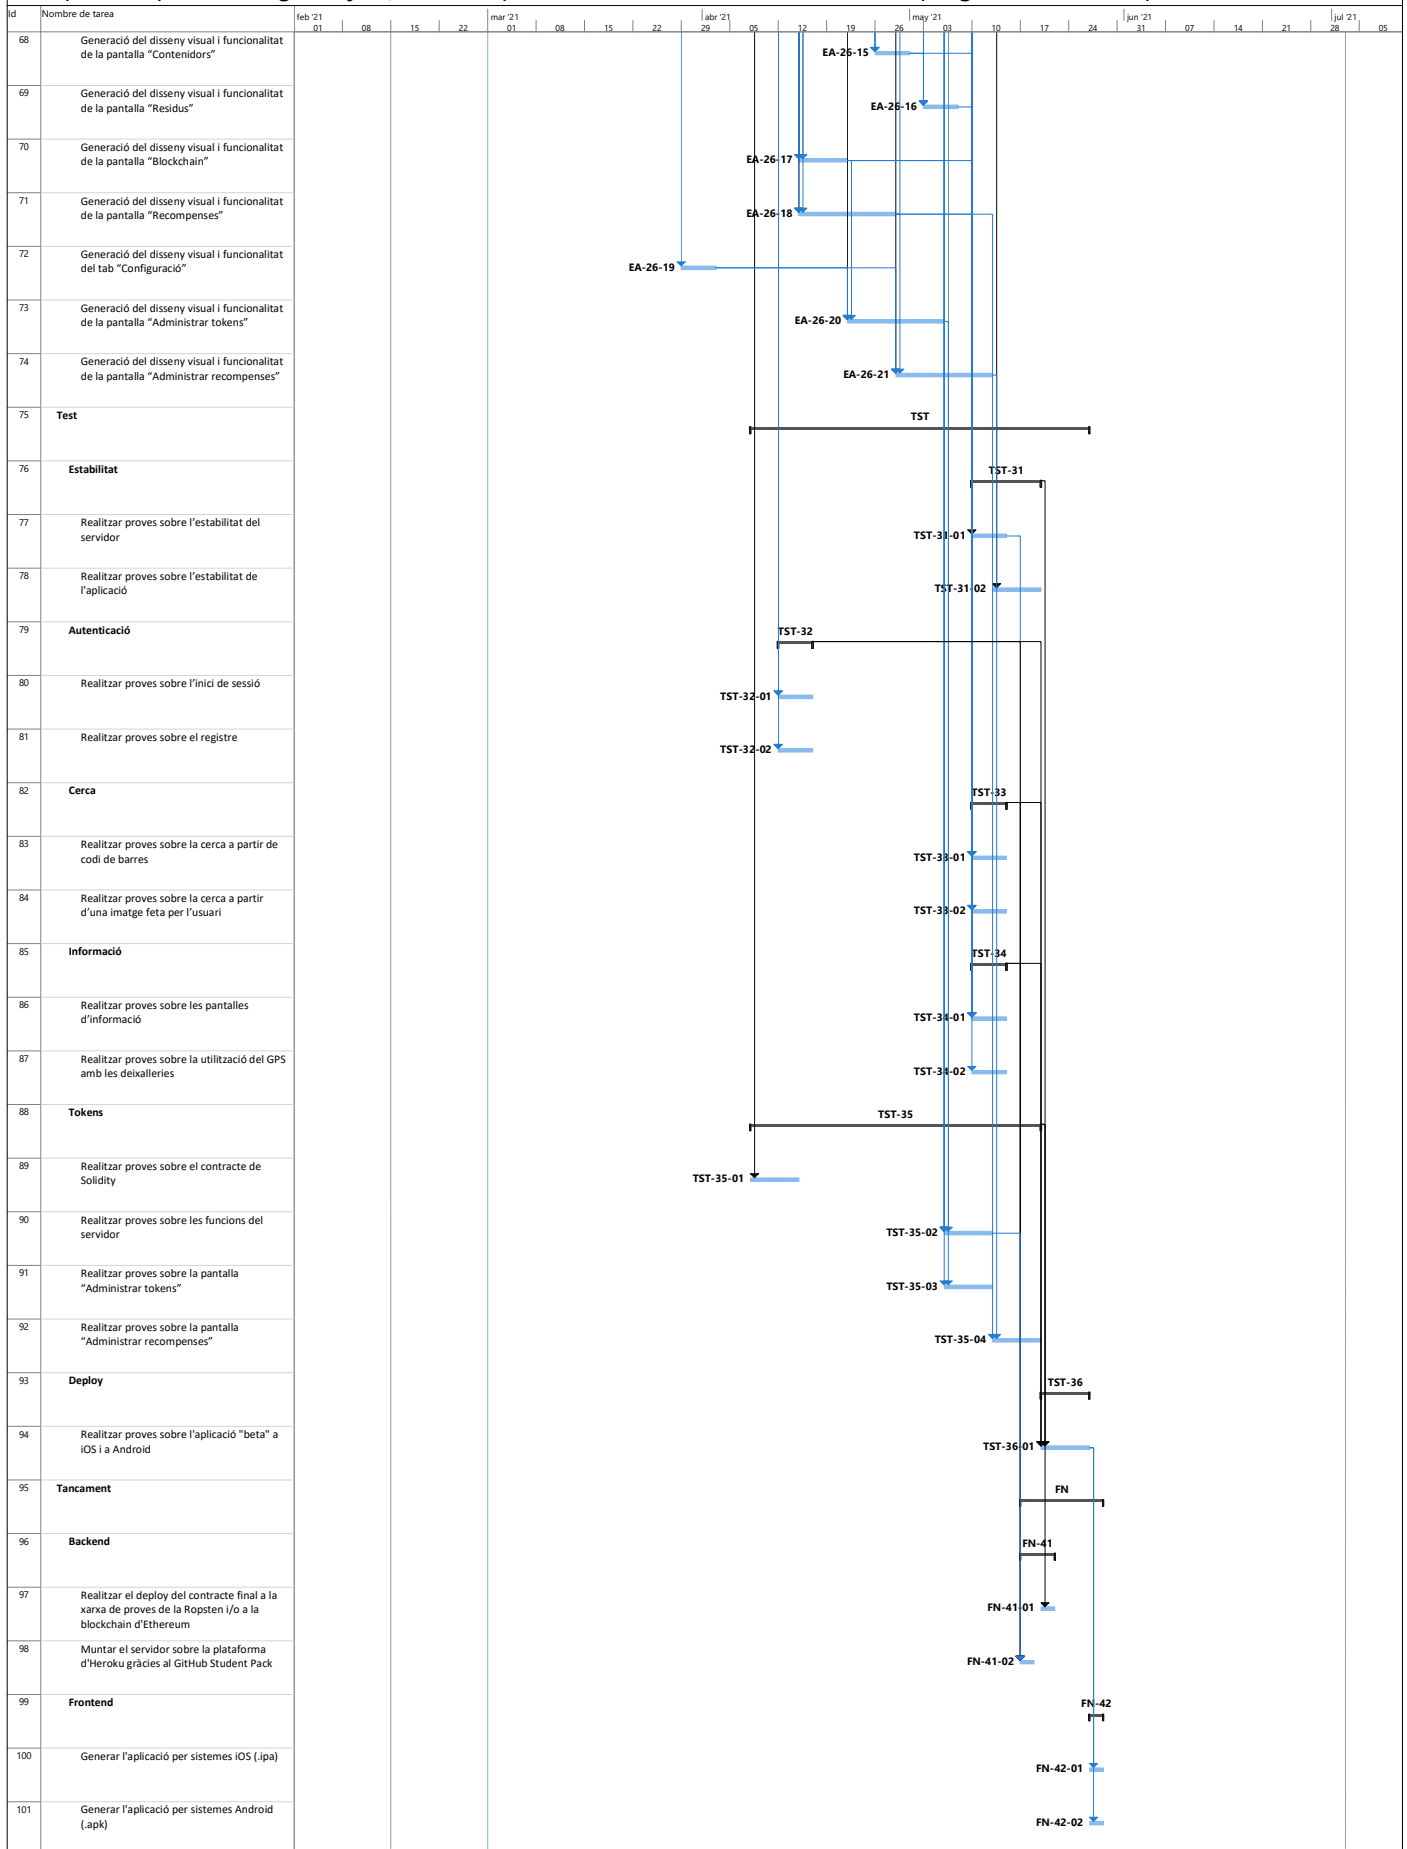 Id Nombre de tarea feb '21 mar '21 abr '21 may '21 jun '21 jul '21
01 08 15 22 01 08 15 22 29 05 12 19 26 03 10 17 24 31 07 14 21 28 05
68 Generació del disseny visual i funcionalitat
de la pantalla “Contenidors”
EA-26-15
69 Generació del disseny visual i funcionalitat
de la pantalla “Residus”
EA-26-16
70 Generació del disseny visual i funcionalitat
de la pantalla “Blockchain”
EA-26-17
71 Generació del disseny visual i funcionalitat
de la pantalla “Recompenses”
EA-26-18
72 Generació del disseny visual i funcionalitat
del tab “Configuració”
EA-26-19
73 Generació del disseny visual i funcionalitat
de la pantalla “Administrar tokens”
EA-26-20
74 Generació del disseny visual i funcionalitat
de la pantalla “Administrar recompenses”
EA-26-21
75 Test
TST
76 Estabilitat
TST-31
77 Realitzar proves sobre l’estabilitat del
servidor
TST-31-01
78 Realitzar proves sobre l’estabilitat de
l'aplicació
TST-31-02
79 Autenticació
TST-32
80 Realitzar proves sobre l’inici de sessió
TST-32-01
81 Realitzar proves sobre el registre
TST-32-02
82 Cerca
TST-33
83 Realitzar proves sobre la cerca a partir de
codi de barres
TST-33-01
84 Realitzar proves sobre la cerca a partir
d’una imatge feta per l’usuari
TST-33-02
85 Informació
TST-34
86 Realitzar proves sobre les pantalles
d’informació
TST-34-01
87 Realitzar proves sobre la utilització del GPS
amb les deixalleries
TST-34-02
88 Tokens
TST-35
89 Realitzar proves sobre el contracte de
Solidity
TST-35-01
90 Realitzar proves sobre les funcions del
servidor
TST-35-02
91 Realitzar proves sobre la pantalla
“Administrar tokens”
TST-35-03
92 Realitzar proves sobre la pantalla
“Administrar recompenses”
TST-35-04
93 Deploy
TST-36
94 Realitzar proves sobre l'aplicació "beta" a
iOS i a Android
TST-36-01
95 Tancament
FN
96 Backend
FN-41
97 Realitzar el deploy del contracte final a la
xarxa de proves de la Ropsten i/o a la
blockchain d'Ethereum
FN-41-01
98 Muntar el servidor sobre la plataforma
d'Heroku gràcies al GitHub Student Pack
FN-41-02
99 Frontend
FN-42
100 Generar l'aplicació per sistemes iOS (.ipa)
FN-42-01
101 Generar l'aplicació per sistemes Android
(.apk)
FN-42-02